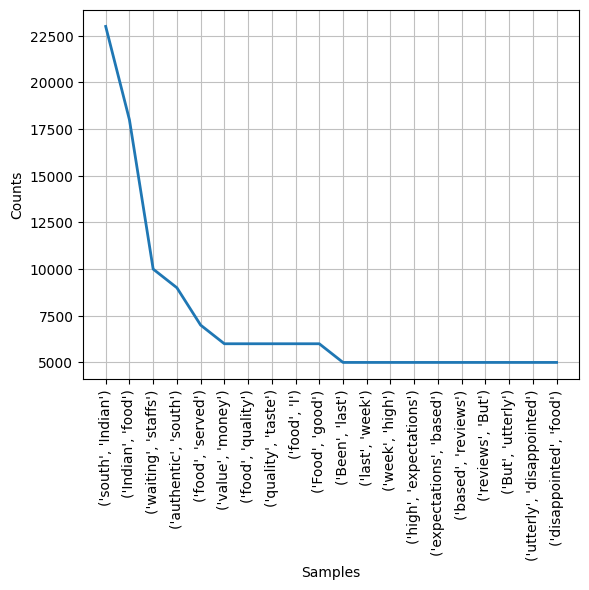 22500
20000
17500
15000
12500
10000
7500
5000
Counts
('south', 'Indian')
('Indian', 'food')
('waiting', 'staffs')
('authentic', 'south')
('food', 'served')
('value', 'money')
('food', 'quality')
('quality', 'taste')
('food', 'I')
('Food', 'good')
('Been', 'last')
('last', 'week')
('week', 'high')
('high', 'expectations')
('expectations', 'based')
('based', 'reviews')
('reviews', 'But')
('But', 'utterly')
('utterly', 'disappointed')
('disappointed', 'food')
Samples